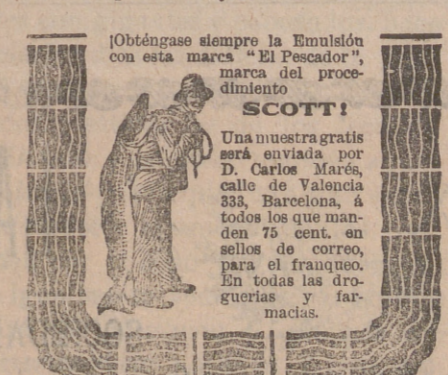 ¡Obténgase siempre la Emulsión
con esta marca "El Pescador",
marca del proce-
dimiento
SCOTT!
Una muestra gratis
será enviada por
D. Carlos Marés,
calle de Valencia
333, Barcelona, á
todos los que man-
den 75 cent. en
sellos de correo,
para el franqueo.
En todas las dro-
guerias y far-
macias.